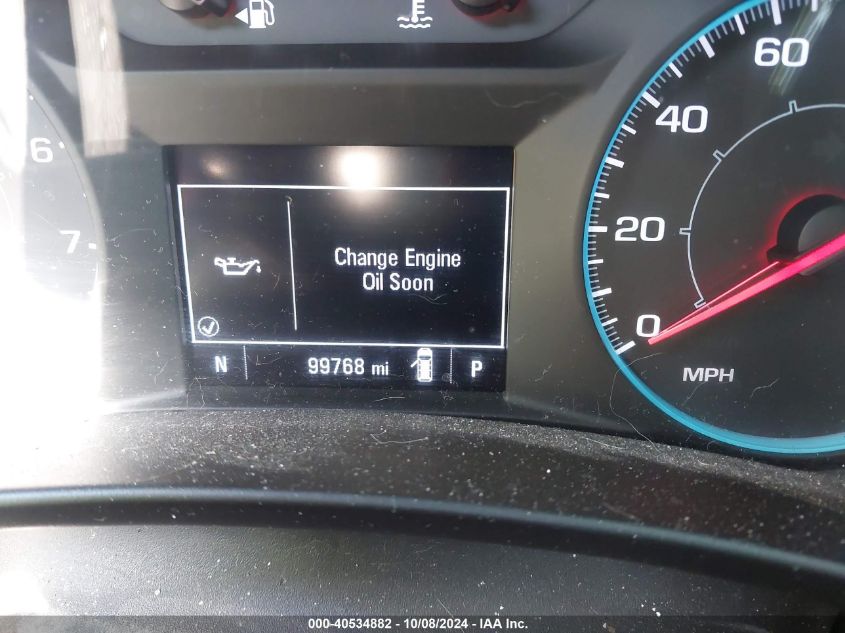 60
40
20
0
MPH
6
7
Change Engine
Oil Soon
N 99768 mi P
000-40534882 - 10/08/2024 - IAA Inc.